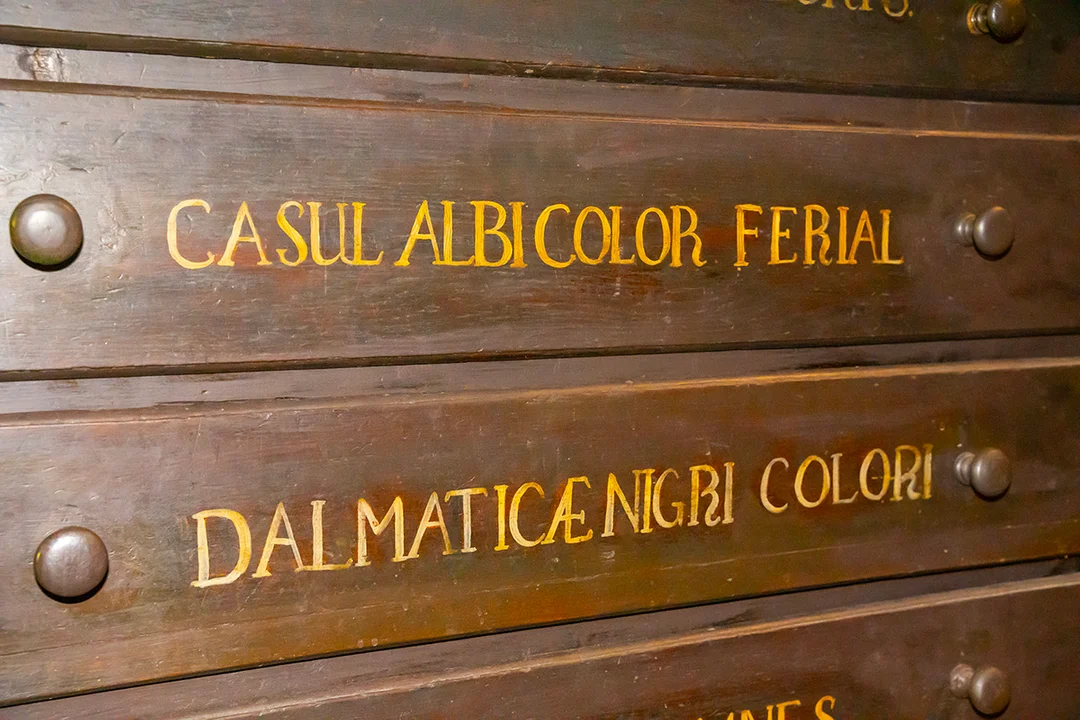 CASUL ALBI COLOR FERIAL
DALMATICÆ NIGRI COLORI